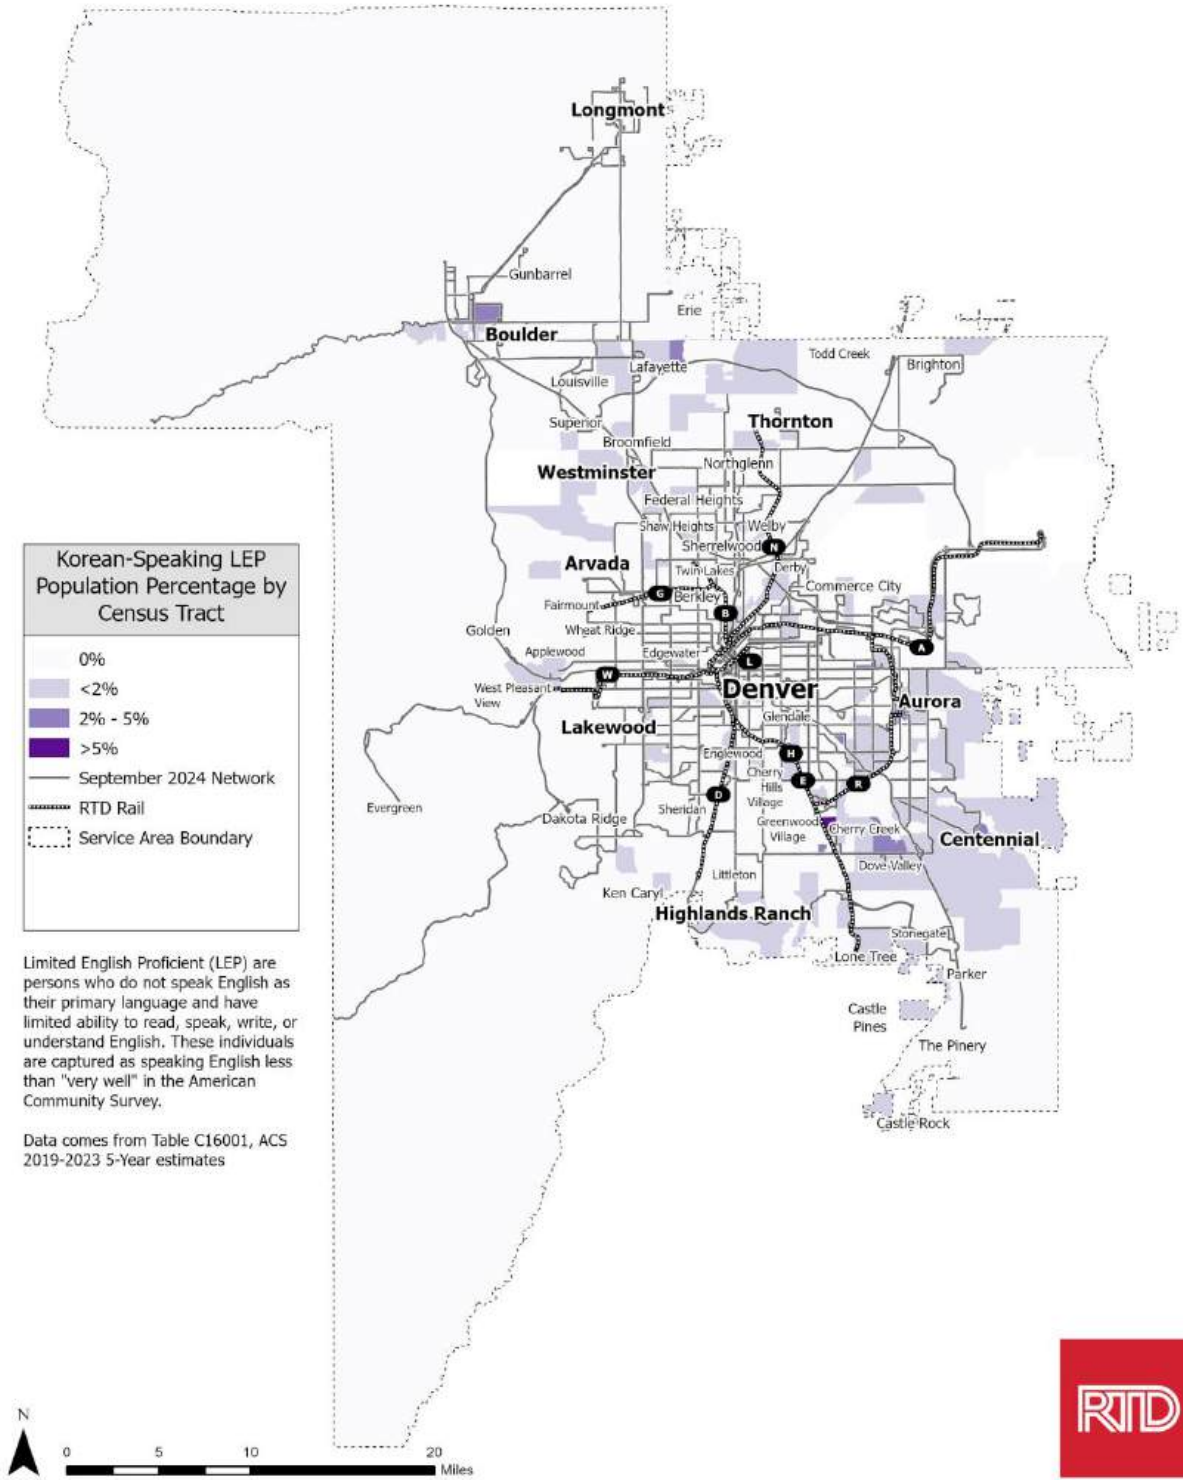 Longmont
Gunbarrel
Erie
Boulder
Todd Creek
Lafayette
Brighton
Louisville
Superior
Thornton
Broomfield
Northglenn
Westminster
Federal Heights
Shaw Heights
Welby
Sherrelwood
N
Arvada
Twin Lakes
Derby
Commerce City
G
Berkley
Fairmount
B
Golden
Wheat Ridge
Applewood
Edgewater
A
L
W
West Pleasant
View
Denver
Aurora
Lakewood
Glendale
Englewood
H
Cherry
Hills
Village
E
R
D
Evergreen
Sheridan
Dakota Ridge
Greenwood
Village
Cherry Creek
Centennial
Dove Valley
Littleton
Ken Caryl
Highlands Ranch
Stonegate
Lone Tree
Parker
Castle
Pines
The Pinery
Castle Rock
Korean-Speaking LEP
Population Percentage by
Census Tract
0%
<2%
2% - 5%
>5%
September 2024 Network
RTD Rail
Service Area Boundary
Limited English Proficient (LEP) are
persons who do not speak English as
their primary language and have
limited ability to read, speak, write, or
understand English. These individuals
are captured as speaking English less
than "very well" in the American
Community Survey.
Data comes from Table C16001, ACS
2019-2023 5-Year estimates
N
0 5 10 20
Miles
RTD